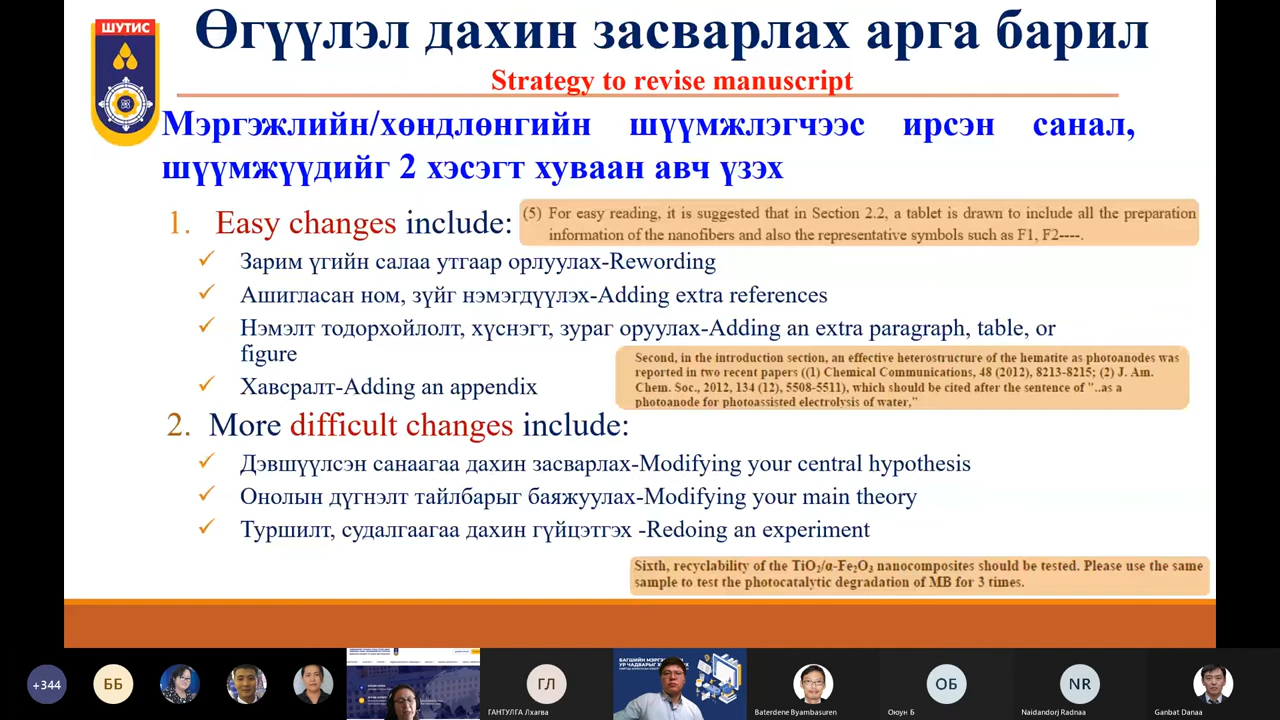 ШУТИС
Өгүүлэл дахин засварлах арга барил
Strategy to revise manuscript
Мэргэжлийн/хөндлөнгийн шүүмжлэгчээс ирсэн санал,
шүүмжүүдийг 2 хэсэгт хуваан авч үзэх
1. Easy changes include:
(5) For easy reading, it is suggested that in Section 2.2, a tablet is drawn to include all the preparation
information of the nanofibers and also the representative symbols such as F1, F2----.
✓ Зарим үгийн салаа утгаар орлуулах-Rewording
✓ Ашигласан ном, зүйг нэмэгдүүлэх-Adding extra references
✓ Нэмэлт тодорхойлолт, хүснэгт, зураг оруулах-Adding an extra paragraph, table, or
figure
Second, in the introduction section, an effective heterostructure of the hematite as photoanodes was
reported in two recent papers ((1) Chemical Communications, 48 (2012), 8213-8215; (2) J. Am.
Chem. Soc., 2012, 134 (12), 5508-5511), which should be cited after the sentence of "..as a
photoanode for photoassisted electrolysis of water,"
✓ Хавсралт-Adding an appendix
2. More difficult changes include:
✓ Дэвшүүлсэн санаагаа дахин засварлах-Modifying your central hypothesis
✓ Онолын дүгнэлт тайлбарыг баяжуулах-Modifying your main theory
✓ Туршилт, судалгаагаа дахин гүйцэтгэх -Redoing an experiment
Sixth, recyclability of the TiO₂/α-Fe₂O₃ nanocomposites should be tested. Please use the same
sample to test the photocatalytic degradation of MB for 3 times.
+344
ББ
ГЛ
ГАНТУЛГА Лхагва
БАГШИЙН МЭРГ
УР ЧАДВАРЫГ Х
Baterdene Byambasuren
ОБ
Оюун Б
NR
Naidandorj Radnaa
Ganbat Danaa